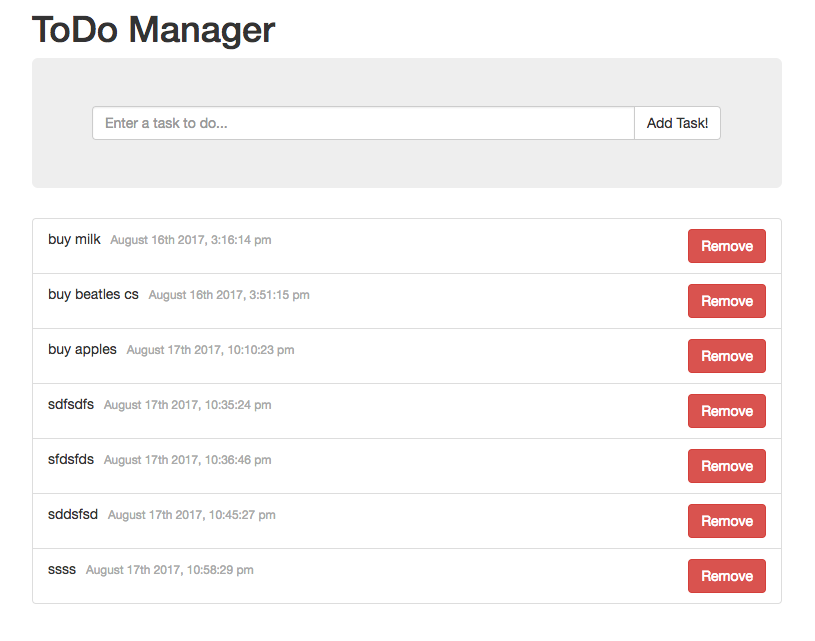 ToDo Manager
Enter a task to do... Add Task!
buy milk August 16th 2017, 3:16:14 pm Remove
buy beatles cs August 16th 2017, 3:51:15 pm Remove
buy apples August 17th 2017, 10:10:23 pm Remove
sdfsdfs August 17th 2017, 10:35:24 pm Remove
sfdsfds August 17th 2017, 10:36:46 pm Remove
sddsfsd August 17th 2017, 10:45:27 pm Remove
ssss August 17th 2017, 10:58:29 pm Remove